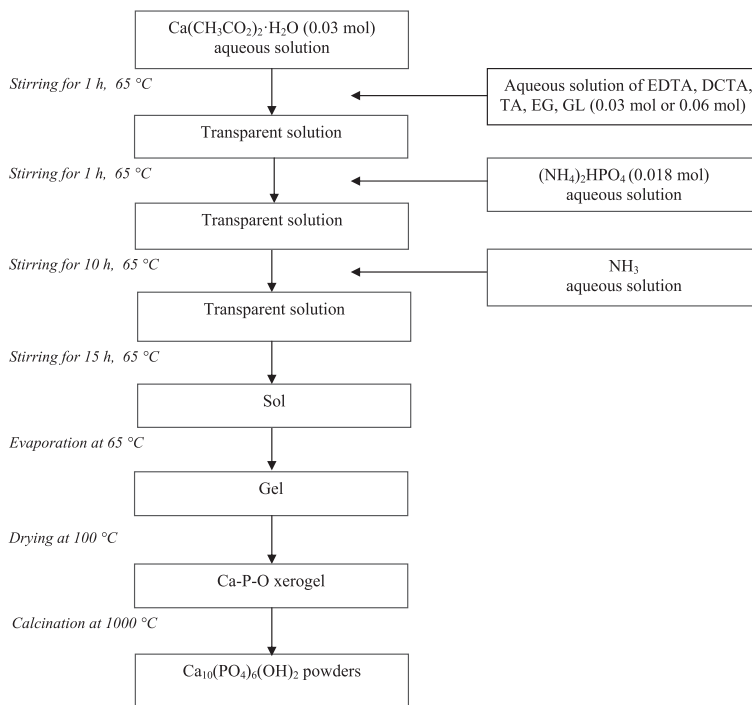 Ca(CH₃CO₂)₂·H₂O (0.03 mol)
aqueous solution
Stirring for 1 h, 65 °C
Aqueous solution of EDTA, DCTA,
TA, EG, GL (0.03 mol or 0.06 mol)
Transparent solution
Stirring for 1 h, 65 °C
(NH₄)₂HPO₄ (0.018 mol)
aqueous solution
Transparent solution
Stirring for 10 h, 65 °C
NH₃
aqueous solution
Transparent solution
Stirring for 15 h, 65 °C
Sol
Evaporation at 65 °C
Gel
Drying at 100 °C
Ca-P-O xerogel
Calcination at 1000 °C
Ca₁₀(PO₄)₆(OH)₂ powders